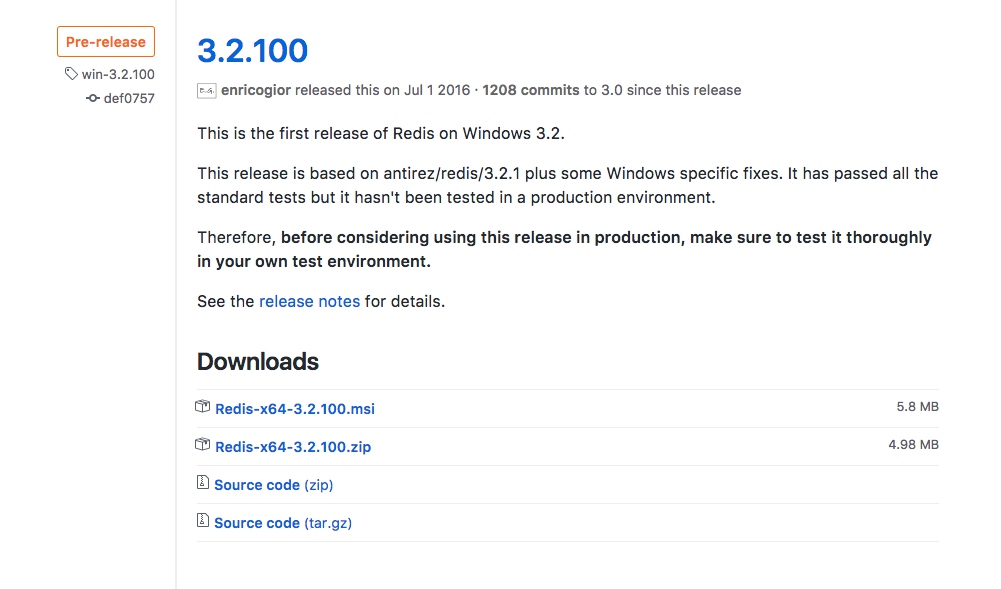 Pre-release
win-3.2.100
def0757
3.2.100
enricogior released this on Jul 1 2016 · 1208 commits to 3.0 since this release
This is the first release of Redis on Windows 3.2.
This release is based on antirez/redis/3.2.1 plus some Windows specific fixes. It has passed all the
standard tests but it hasn't been tested in a production environment.
Therefore, before considering using this release in production, make sure to test it thoroughly
in your own test environment.
See the release notes for details.
Downloads
Redis-x64-3.2.100.msi 5.8 MB
Redis-x64-3.2.100.zip 4.98 MB
Source code (zip)
Source code (tar.gz)